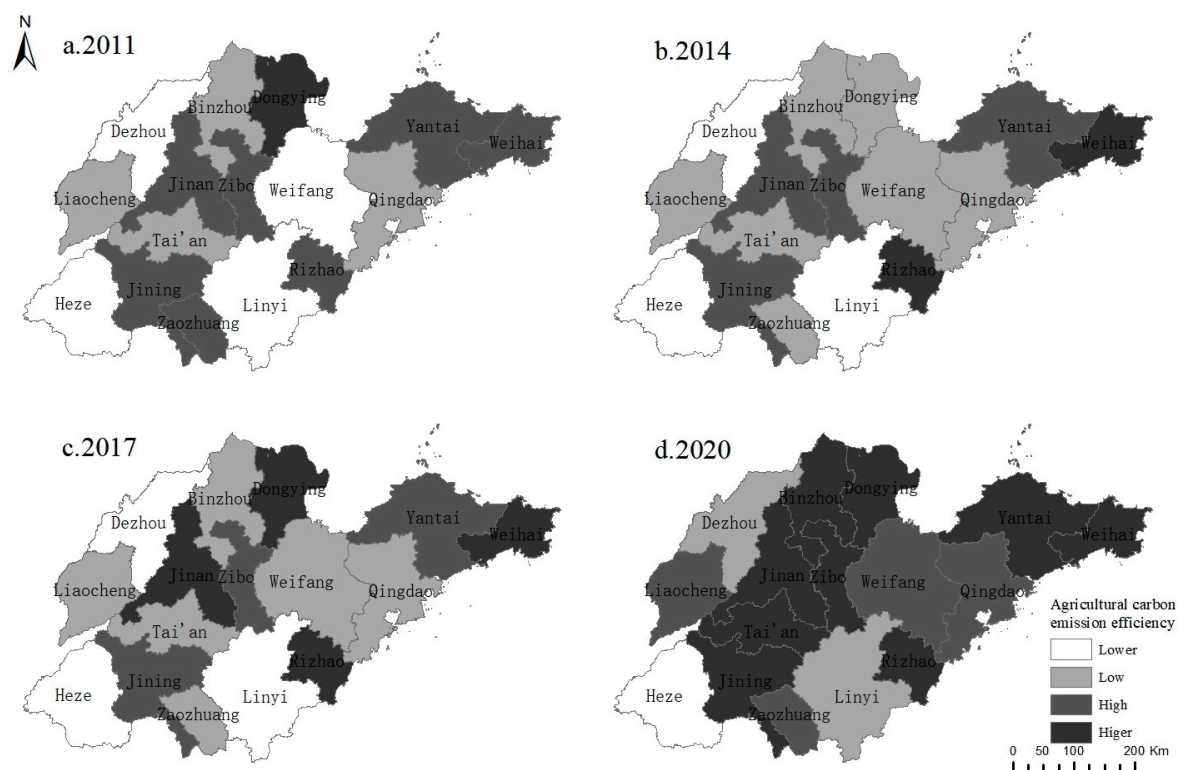 N
a.2011
Dezhou
Binzhou
Dongying
Yantai
Weihai
Liaocheng
Jinan
Zibo
Weifang
Qingdao
Tai'an
Heze
Jining
Rizhao
Linyi
Zaozhuang
b.2014
Dezhou
Binzhou
Dongying
Yantai
Weihai
Liaocheng
Jinan
Zibo
Weifang
Qingdao
Tai'an
Heze
Jining
Rizhao
Linyi
Zaozhuang
c.2017
Dezhou
Binzhou
Dongying
Yantai
Weihai
Liaocheng
Jinan
Zibo
Weifang
Qingdao
Tai'an
Heze
Jining
Rizhao
Linyi
Zaozhuang
d.2020
Dezhou
Binzhou
Dongying
Yantai
Weihai
Liaocheng
Jinan
Zibo
Weifang
Qingdao
Tai'an
Heze
Jining
Rizhao
Linyi
Zaozhuang
Agricultural carbon
emission efficiency
Lower
Low
High
Higer
0 50 100 200 Km